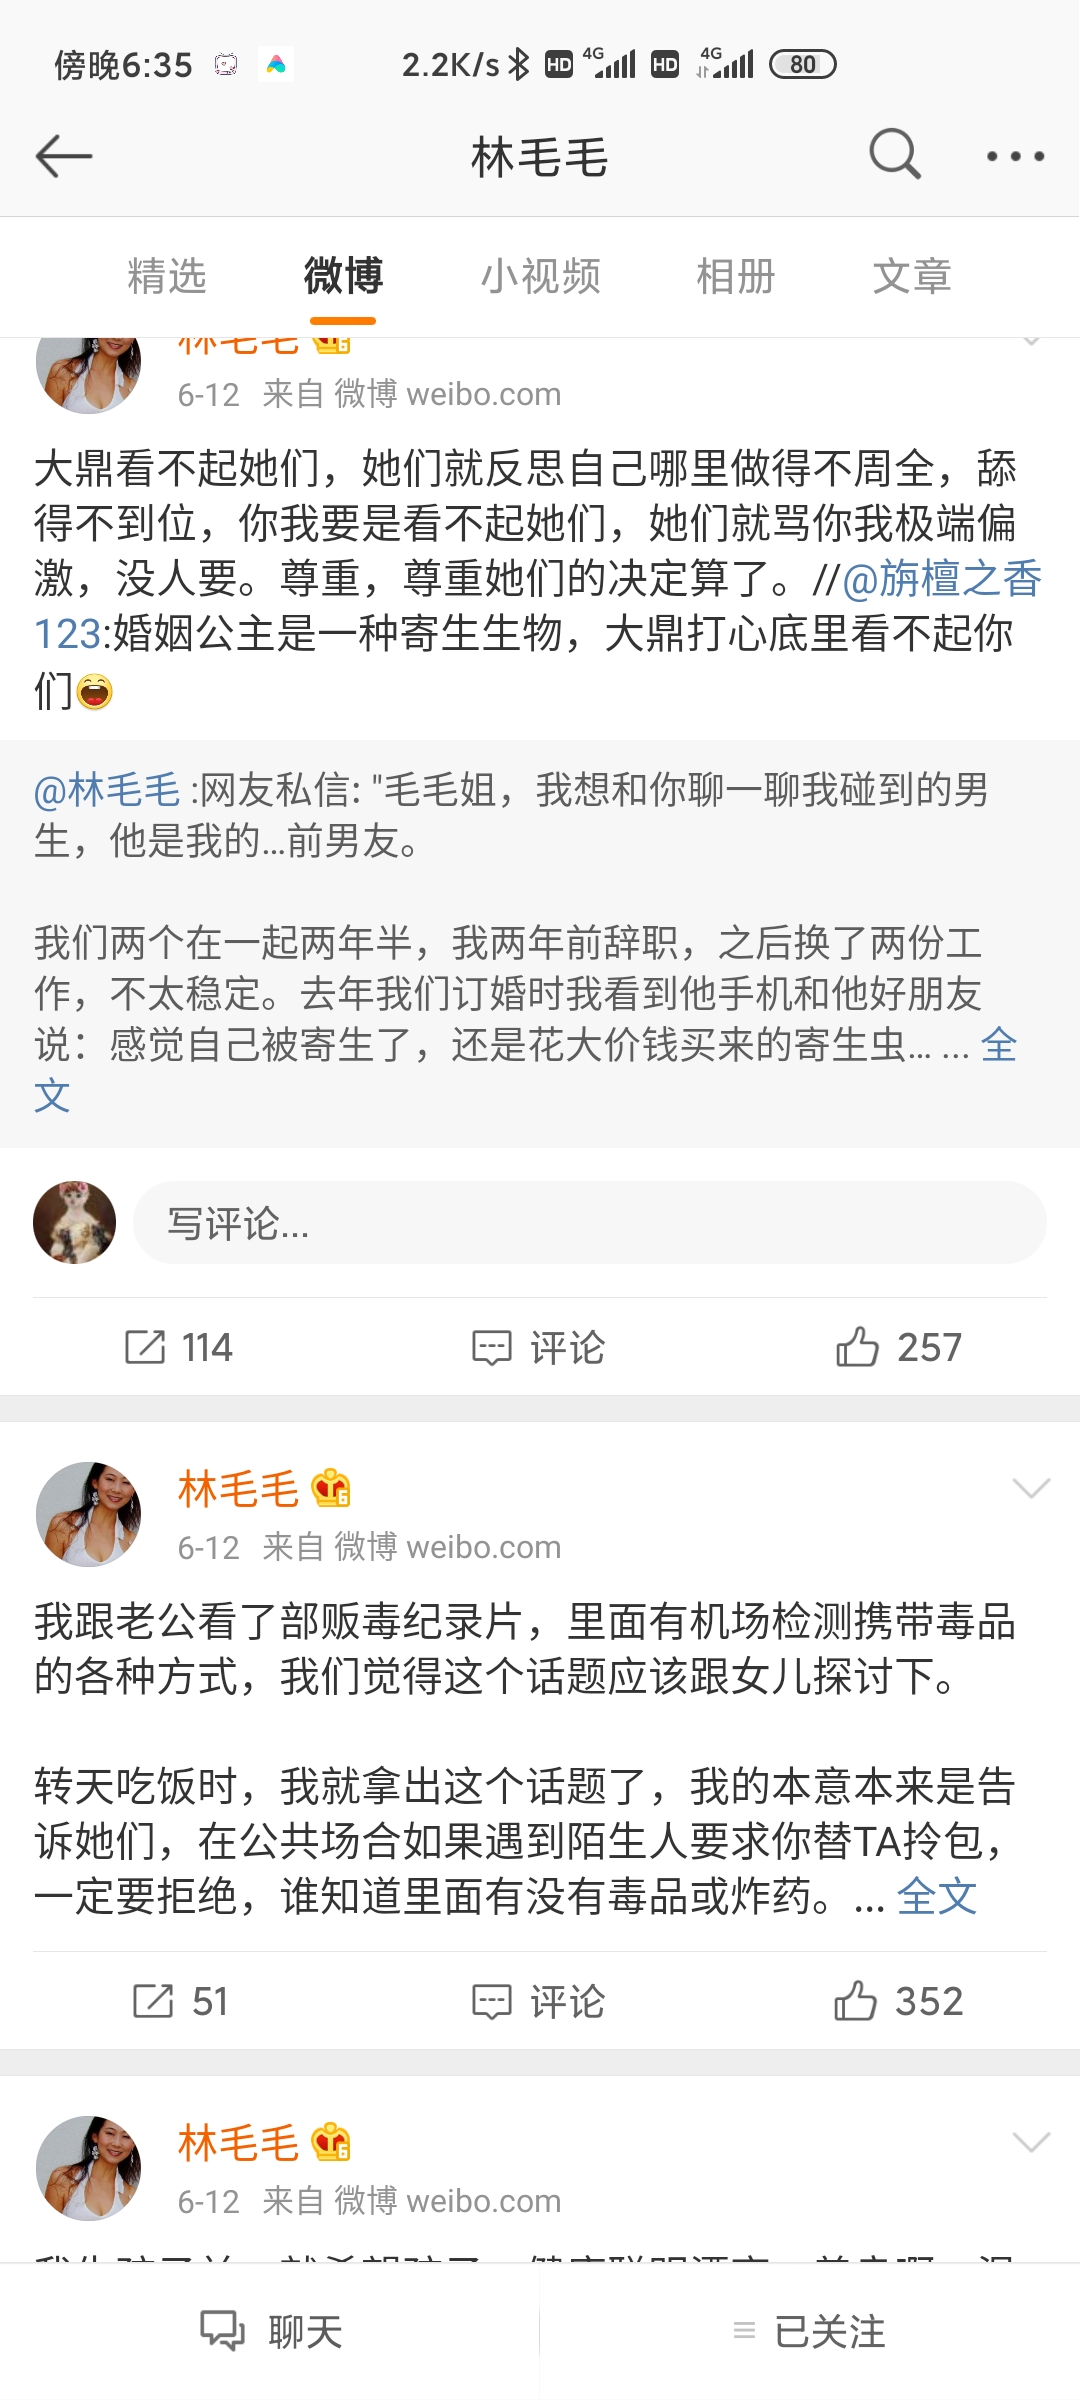 傍晚6:35 2.2K/s HD 4G HD 4G 80
林毛毛
精选 微博 小视频 相册 文章
林毛毛
6-12 来自 微博 weibo.com
大鼎看不起她们，她们就反思自己哪里做得不周全，舔
得不到位，你我要是看不起她们，她们就骂你我极端偏
激，没人要。尊重，尊重她们的决定算了。//@旃檀之香
123:婚姻公主是一种寄生生物，大鼎打心底里看不起你
们
@林毛毛 :网友私信: "毛毛姐，我想和你聊一聊我碰到的男
生，他是我的...前男友。
我们两个在一起两年半，我两年前辞职，之后换了两份工
作，不太稳定。去年我们订婚时我看到他手机和他好朋友
说：感觉自己被寄生了，还是花大价钱买来的寄生虫... ... 全
文
写评论...
114 评论 257
林毛毛 6
6-12 来自 微博 weibo.com
我跟老公看了部贩毒纪录片，里面有机场检测携带毒品
的各种方式，我们觉得这个话题应该跟女儿探讨下。
转天吃饭时，我就拿出这个话题了，我的本意本来是告
诉她们，在公共场合如果遇到陌生人要求你替TA拎包，
一定要拒绝，谁知道里面有没有毒品或炸药。... 全文
51 评论 352
林毛毛 6
6-12 来自 微博 weibo.com
聊天 已关注